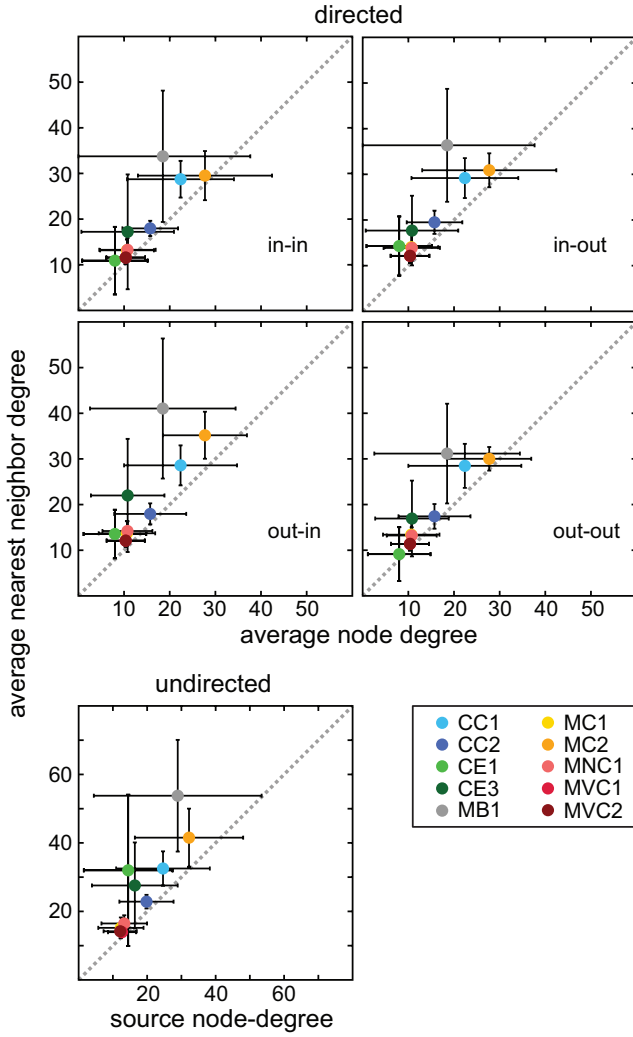 directed
50
40
30
20
10
in-in
in-out
average nearest neighbor degree
50
40
30
20
10
out-in
out-out
10 20 30 40 50
10 20 30 40 50
average node degree
undirected
60
40
20
20 40 60
source node-degree
CC1
CC2
CE1
CE3
MB1
MC1
MC2
MNC1
MVC1
MVC2